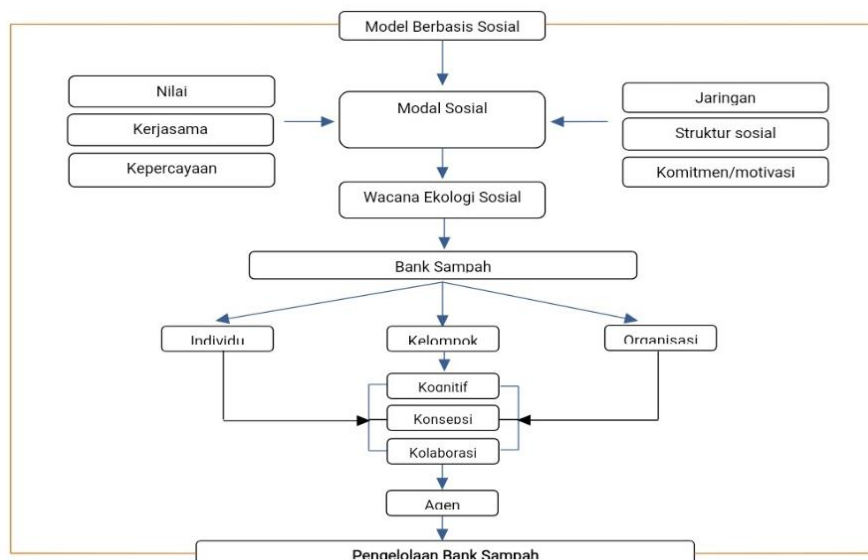 Model Berbasis Sosial
Nilai
Kerjasama
Kepercayaan
Modal Sosial
Jaringan
Struktur sosial
Komitmen/motivasi
Wacana Ekologi Sosial
Bank Sampah
Individu
Kelompok
Organisasi
Kognitif
Konsepsi
Kolaborasi
Agen
Pengelolaan Bank Sampah